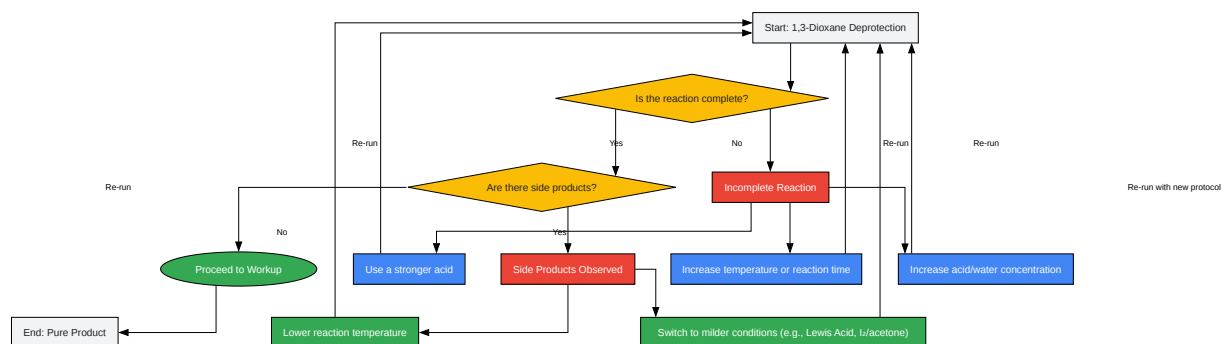 Start: 1,3-Dioxane Deprotection
Is the reaction complete?
Re-run
Yes
No
Re-run
Re-run
Re-run
Are there side products?
Incomplete Reaction
Re-run with new protocol
No
Yes
Proceed to Workup
Use a stronger acid
Side Products Observed
Increase temperature or reaction time
Increase acid/water concentration
End: Pure Product
Lower reaction temperature
Switch to milder conditions (e.g., Lewis Acid, I₂/acetone)